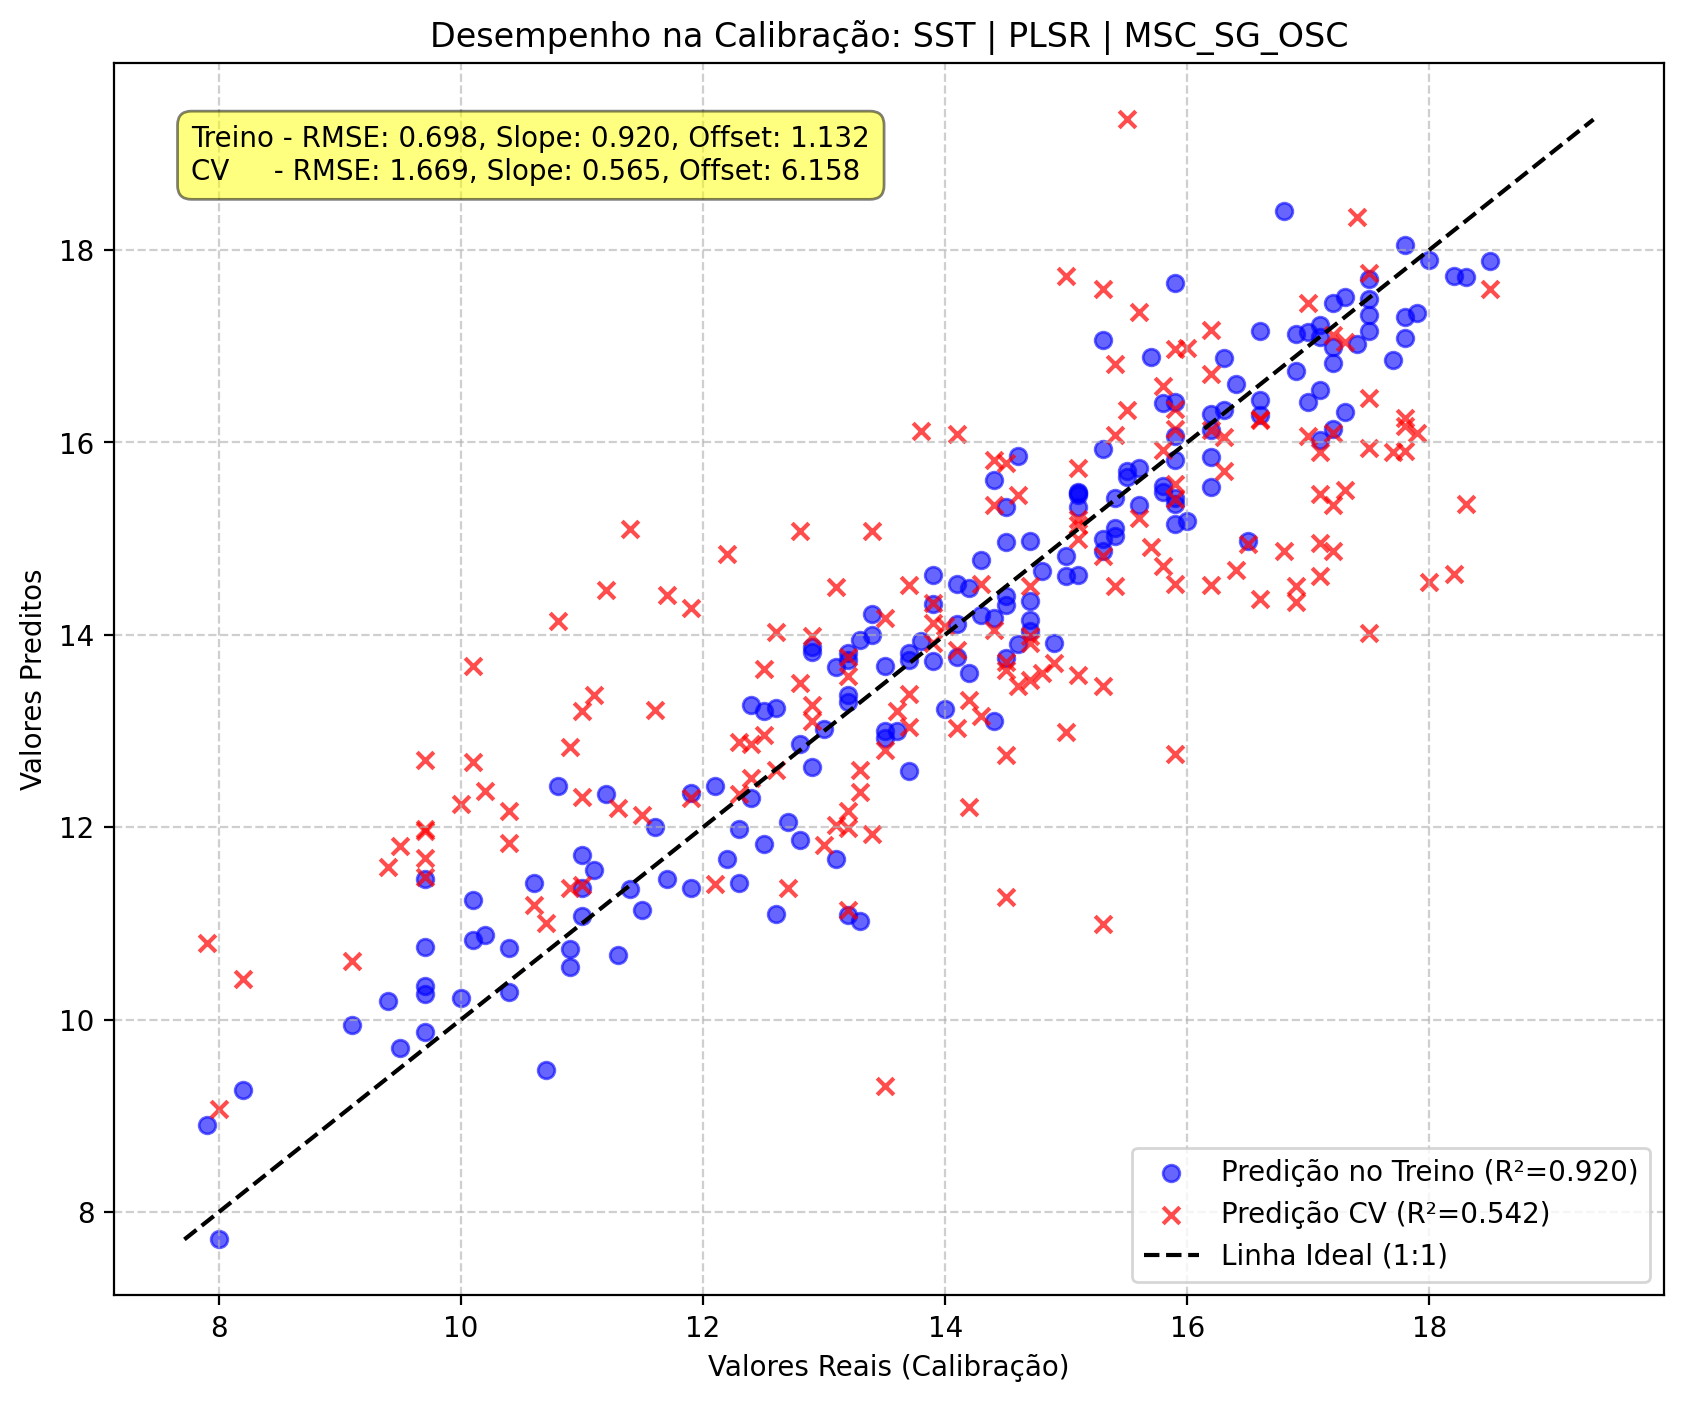 Desempenho na Calibração: SST | PLSR | MSC_SG_OSC
Treino - RMSE: 0.698, Slope: 0.920, Offset: 1.132
CV     - RMSE: 1.669, Slope: 0.565, Offset: 6.158
Valores Preditos
18
16
14
12
10
8
Predição no Treino (R²=0.920)
Predição CV (R²=0.542)
Linha Ideal (1:1)
8 10 12 14 16 18
Valores Reais (Calibração)